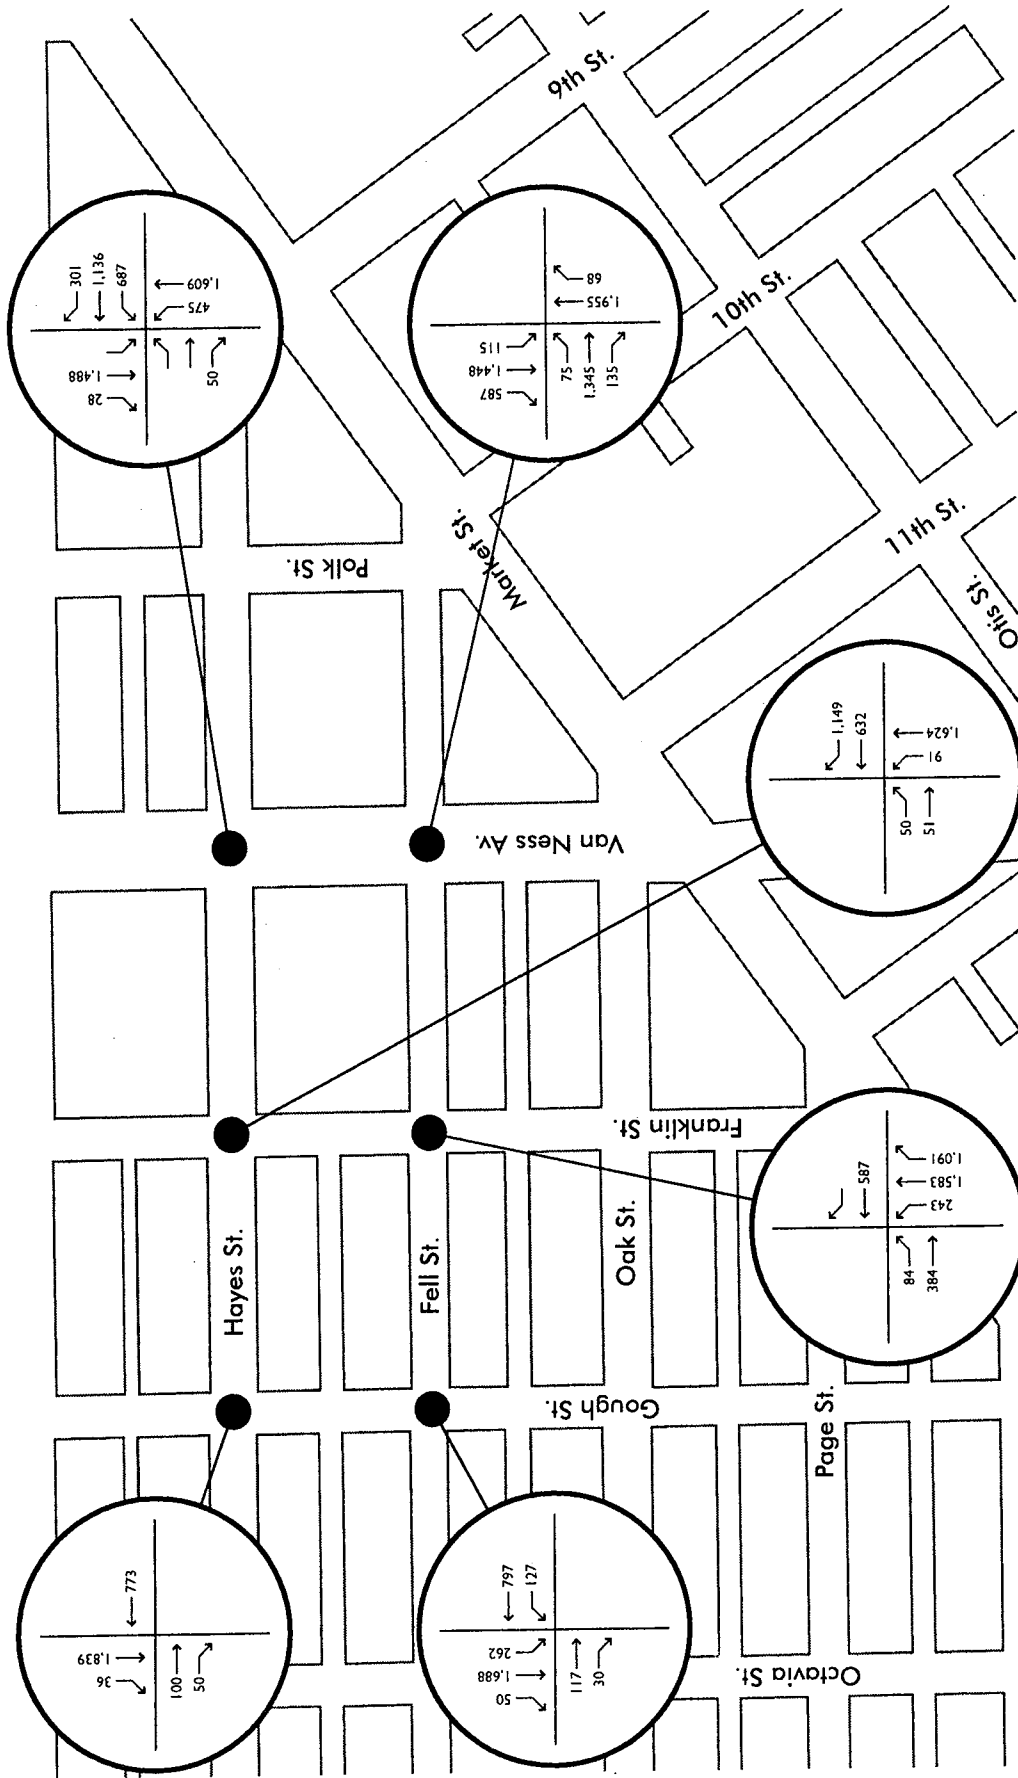 9th St.
301
1,136
687
1,609
475
1,488
28
50
68
1,955
115
1,448
587
75
1,345
135
10th St.
Market St.
11th St.
Polk St.
Otis St.
1,149
632
1,624
91
50
51
Van Ness Av.
Franklin St.
587
1,091
1,583
243
84
384
Hayes St.
Fell St.
Oak St.
Gough St.
Page St.
773
1,839
36
100
50
797
127
262
1,688
50
117
30
Octavia St.